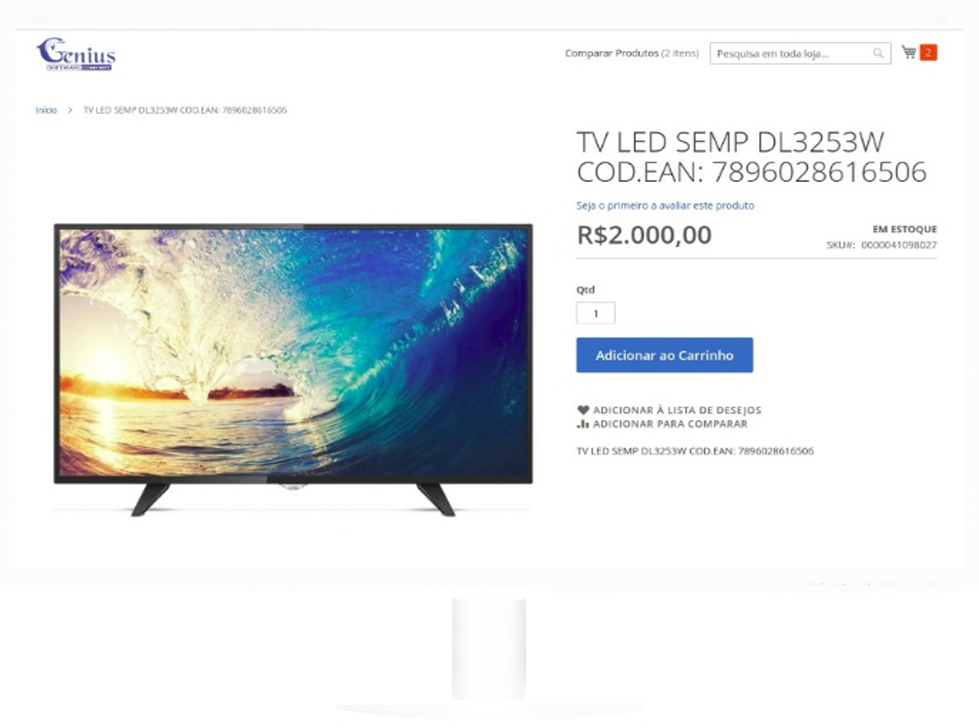 Genius
Comparar Produtos (2 itens)
Pesquisa em toda loja...
2
Início > TV LED SEMP DL3253W COD.EAN: 7896028616506
TV LED SEMP DL3253W
COD.EAN: 7896028616506
Seja o primeiro a avaliar este produto
R$2.000,00
EM ESTOQUE
SKU#: 0000041098027
Qtd
1
Adicionar ao Carrinho
ADICIONAR À LISTA DE DESEJOS
ADICIONAR PARA COMPARAR
TV LED SEMP DL3253W COD.EAN: 7896028616506